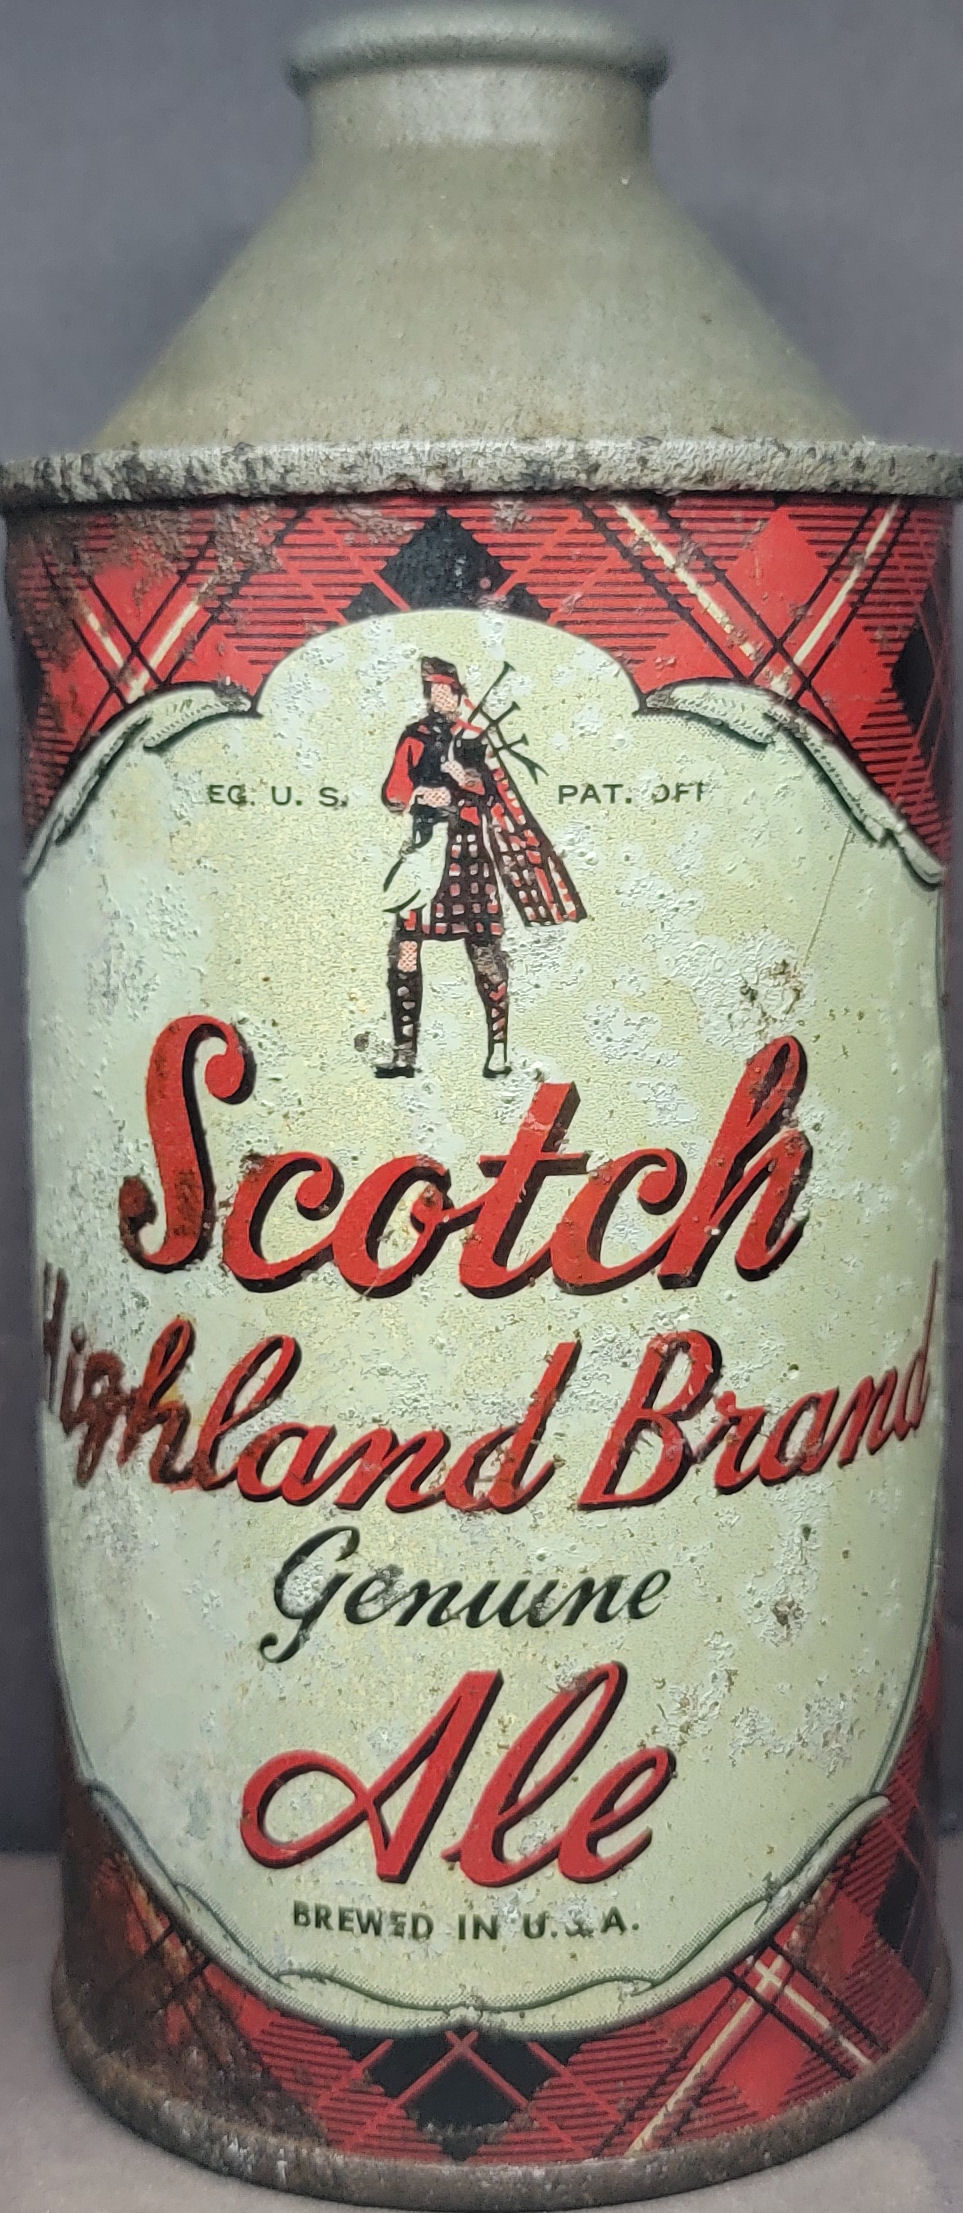 EG. U. S. PAT. OFF
Scotch
Highland Brand
Genuine
Ale
BREWED IN U.S.A.